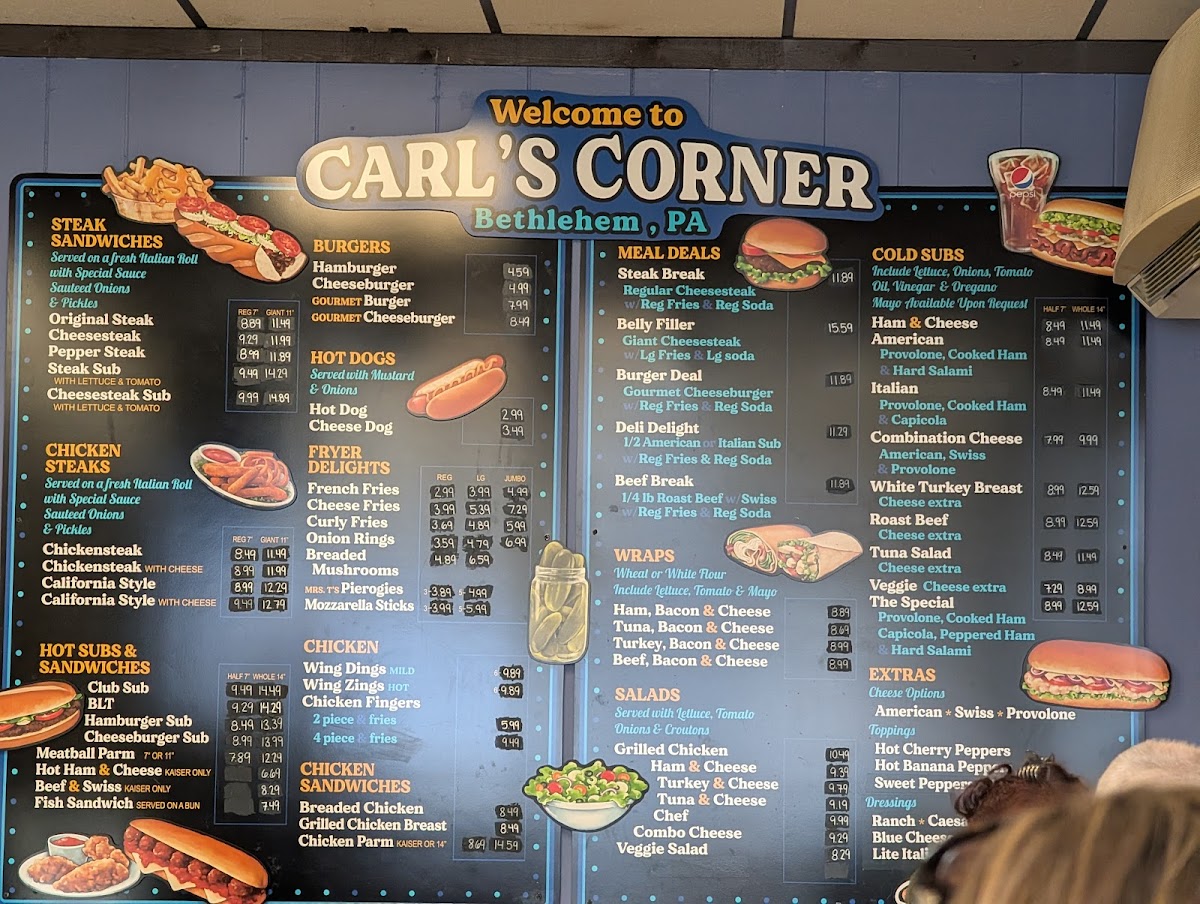 Welcome to
CARL'S CORNER
Bethlehem, PA
STEAK
SANDWICHES
Served on a fresh Italian Roll
with Special Sauce
Sauteed Onions
& Pickles
REG 7" GIANT 11"
Original Steak 8.89 11.49
Cheesesteak 9.29 11.99
Pepper Steak 8.99 11.89
Steak Sub 9.49 14.29
WITH LETTUCE & TOMATO
Cheesesteak Sub 9.99 14.89
WITH LETTUCE & TOMATO
CHICKEN
STEAKS
Served on a fresh Italian Roll
with Special Sauce
Sauteed Onions
& Pickles
REG 7" GIANT 11"
Chickensteak 8.49 11.49
Chickensteak WITH CHEESE 8.99 11.99
California Style 8.99 12.29
California Style WITH CHEESE 9.49 12.79
HOT SUBS &
SANDWICHES
HALF 7" WHOLE 14"
Club Sub 9.49 14.49
BLT 9.29 14.29
Hamburger Sub 8.49 13.39
Cheeseburger Sub 8.99 13.99
Meatball Parm 7" OR 11" 7.89 12.29
Hot Ham & Cheese KAISER ONLY 6.69
Beef & Swiss KAISER ONLY 8.29
Fish Sandwich SERVED ON A BUN 7.49
BURGERS
Hamburger 4.59
Cheeseburger 4.99
GOURMET Burger 7.99
GOURMET Cheeseburger 8.49
HOT DOGS
Served with Mustard
& Onions
Hot Dog 2.99
Cheese Dog 3.49
FRYER
DELIGHTS
REG LG JUMBO
French Fries 2.99 3.99 4.99
Cheese Fries 3.99 5.39 7.29
Curly Fries 3.69 4.89 5.99
Onion Rings 3.59 4.79 6.99
Breaded
Mushrooms 4.89 6.59
MRS. T'S Pierogies 3-3.89 5-4.99
Mozzarella Sticks 3-3.99 5-5.99
CHICKEN
Wing Dings MILD 9.89
Wing Zings HOT 9.89
Chicken Fingers
2 piece & fries 5.99
4 piece & fries 9.49
CHICKEN
SANDWICHES
Breaded Chicken 8.49
Grilled Chicken Breast 8.49
Chicken Parm KAISER OR 14" 8.69 14.59
MEAL DEALS
Steak Break 11.89
Regular Cheesesteak
w/ Reg Fries & Reg Soda
Belly Filler 15.59
Giant Cheesesteak
w/ Lg Fries & Lg soda
Burger Deal 11.89
Gourmet Cheeseburger
w/ Reg Fries & Reg Soda
Deli Delight 11.29
1/2 American or Italian Sub
w/ Reg Fries & Reg Soda
Beef Break 11.89
1/4 lb Roast Beef w/ Swiss
w/ Reg Fries & Reg Soda
WRAPS
Wheat or White Flour
Include Lettuce, Tomato & Mayo
Ham, Bacon & Cheese 8.89
Tuna, Bacon & Cheese 8.69
Turkey, Bacon & Cheese 8.99
Beef, Bacon & Cheese 8.99
SALADS
Served with Lettuce, Tomato
Onions & Croutons
Grilled Chicken 10.49
Ham & Cheese 9.39
Turkey & Cheese 9.79
Tuna & Cheese 9.19
Chef 9.99
Combo Cheese 9.29
Veggie Salad 8.29
pepsi
COLD SUBS
Include Lettuce, Onions, Tomato
Oil, Vinegar & Oregano
Mayo Available Upon Request
HALF 7" WHOLE 14"
Ham & Cheese 8.49 11.49
American 8.49 11.49
Provolone, Cooked Ham
& Hard Salami
Italian 8.49 11.49
Provolone, Cooked Ham
& Capicola
Combination Cheese 7.99 9.99
American, Swiss
& Provolone
White Turkey Breast 8.99 12.59
Cheese extra
Roast Beef 8.99 12.59
Cheese extra
Tuna Salad 8.49 11.49
Cheese extra
Veggie Cheese extra 7.29 8.99
The Special 8.99 12.59
Provolone, Cooked Ham
Capicola, Peppered Ham
& Hard Salami
EXTRAS
Cheese Options
American * Swiss * Provolone
Toppings
Hot Cherry Peppers
Hot Banana Pepp
Sweet Pepper
Dressings
Ranch * Caesa
Blue Chees
Lite Itali